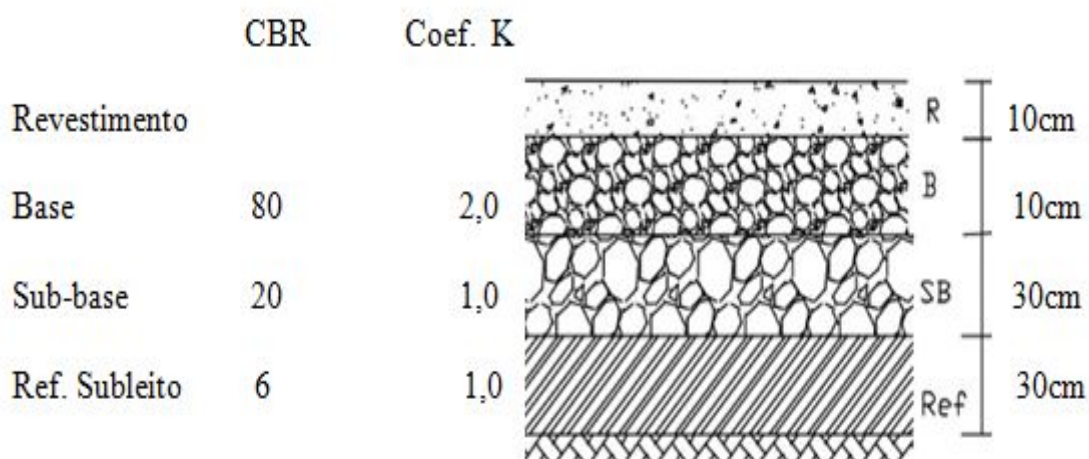 CBR Coef. K
Revestimento R 10cm
Base 80 2,0 B 10cm
Sub-base 20 1,0 SB 30cm
Ref. Subleito 6 1,0 Ref 30cm